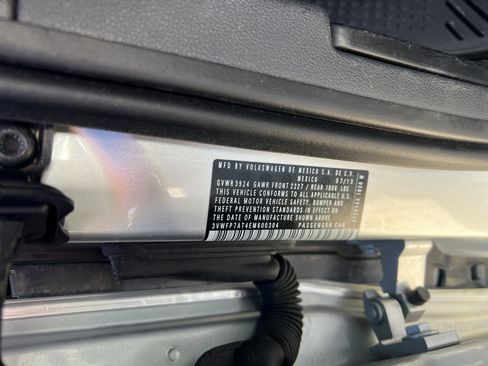 MFD BY VOLKSWAGEN DE MEXICO S.A. DE C.V.
MEXICO 07/13
GVWR 3924 GAWR FRONT 2227 / REAR 1808 LBS
THIS VEHICLE CONFORMS TO ALL APPLICABLE
FEDERAL MOTOR VEHICLE SAFETY, BUMPER AND
THEFT PREVENTION STANDARDS IN EFFECT ON
THE DATE OF MANUFACTURE SHOWN ABOVE.
3VWFP7AT4EM600304 PASSENGER CAR